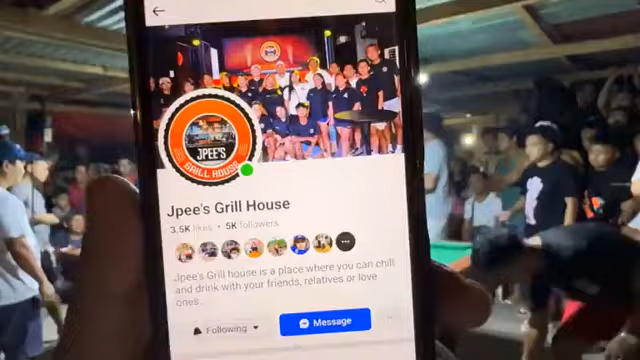 JPEE'S
GRILL HOUSE
Jpee's Grill House
3.5K likes • 5K followers
Jpee's Grill house is a place where you can chill
and drink with your friends, relatives or love
ones.
Following
Message